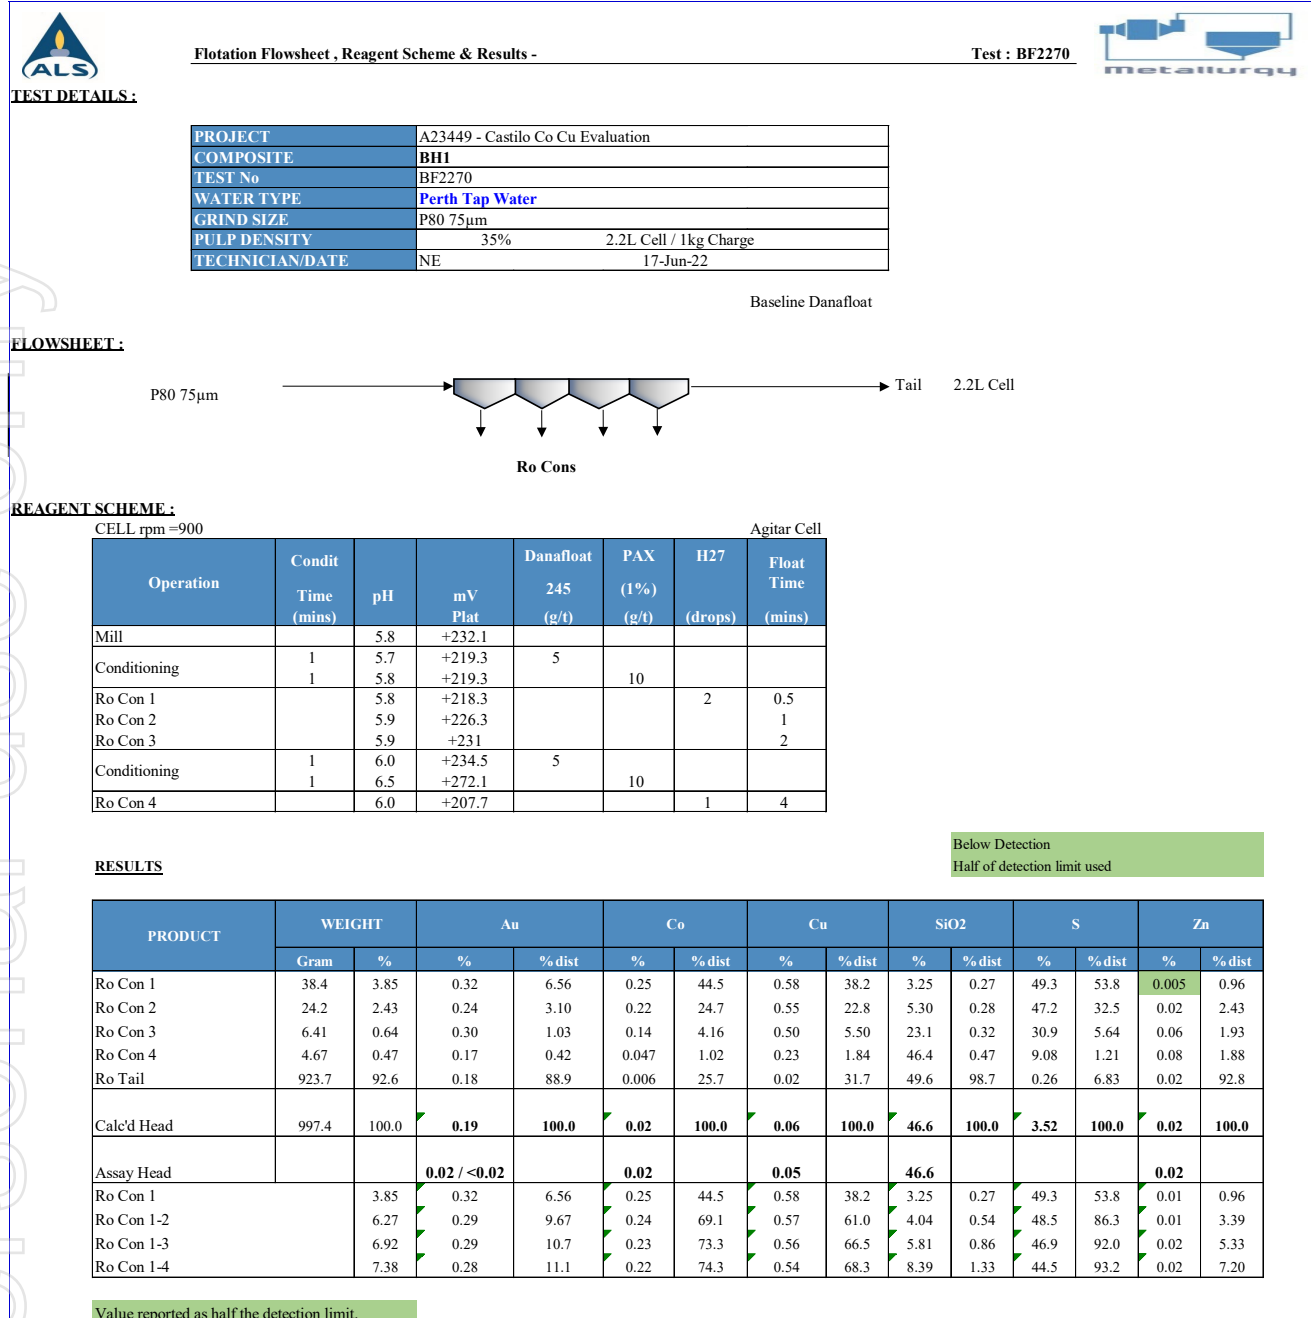 ALS
Flotation Flowsheet , Reagent Scheme & Results - Test : BF2270
metallurgy
TEST DETAILS :
PROJECT A23449 - Castilo Co Cu Evaluation
COMPOSITE BH1
TEST No BF2270
WATER TYPE Perth Tap Water
GRIND SIZE P80 75µm
PULP DENSITY 35% 2.2L Cell / 1kg Charge
TECHNICIAN/DATE NE 17-Jun-22
Baseline Danafloat
FLOWSHEET :
P80 75µm Tail 2.2L Cell
Ro Cons
REAGENT SCHEME :
CELL rpm =900 Agitar Cell
Operation Condit Time (mins) pH mV Plat Danafloat 245 (g/t) PAX (1%) (g/t) H27 (drops) Float Time (mins)
Mill 5.8 +232.1
Conditioning 1 5.7 +219.3 5
1 5.8 +219.3 10
Ro Con 1 5.8 +218.3 2 0.5
Ro Con 2 5.9 +226.3 1
Ro Con 3 5.9 +231 2
Conditioning 1 6.0 +234.5 5
1 6.5 +272.1 10
Ro Con 4 6.0 +207.7 1 4
Below Detection
RESULTS Half of detection limit used
PRODUCT WEIGHT Au Co Cu SiO2 S Zn
Gram % % % dist % % dist % % dist % % dist % % dist % % dist
Ro Con 1 38.4 3.85 0.32 6.56 0.25 44.5 0.58 38.2 3.25 0.27 49.3 53.8 0.005 0.96
Ro Con 2 24.2 2.43 0.24 3.10 0.22 24.7 0.55 22.8 5.30 0.28 47.2 32.5 0.02 2.43
Ro Con 3 6.41 0.64 0.30 1.03 0.14 4.16 0.50 5.50 23.1 0.32 30.9 5.64 0.06 1.93
Ro Con 4 4.67 0.47 0.17 0.42 0.047 1.02 0.23 1.84 46.4 0.47 9.08 1.21 0.08 1.88
Ro Tail 923.7 92.6 0.18 88.9 0.006 25.7 0.02 31.7 49.6 98.7 0.26 6.83 0.02 92.8
Calc'd Head 997.4 100.0 0.19 100.0 0.02 100.0 0.06 100.0 46.6 100.0 3.52 100.0 0.02 100.0
Assay Head 0.02 / <0.02 0.02 0.05 46.6 0.02
Ro Con 1 3.85 0.32 6.56 0.25 44.5 0.58 38.2 3.25 0.27 49.3 53.8 0.01 0.96
Ro Con 1-2 6.27 0.29 9.67 0.24 69.1 0.57 61.0 4.04 0.54 48.5 86.3 0.01 3.39
Ro Con 1-3 6.92 0.29 10.7 0.23 73.3 0.56 66.5 5.81 0.86 46.9 92.0 0.02 5.33
Ro Con 1-4 7.38 0.28 11.1 0.22 74.3 0.54 68.3 8.39 1.33 44.5 93.2 0.02 7.20
Value reported as half the detection limit.